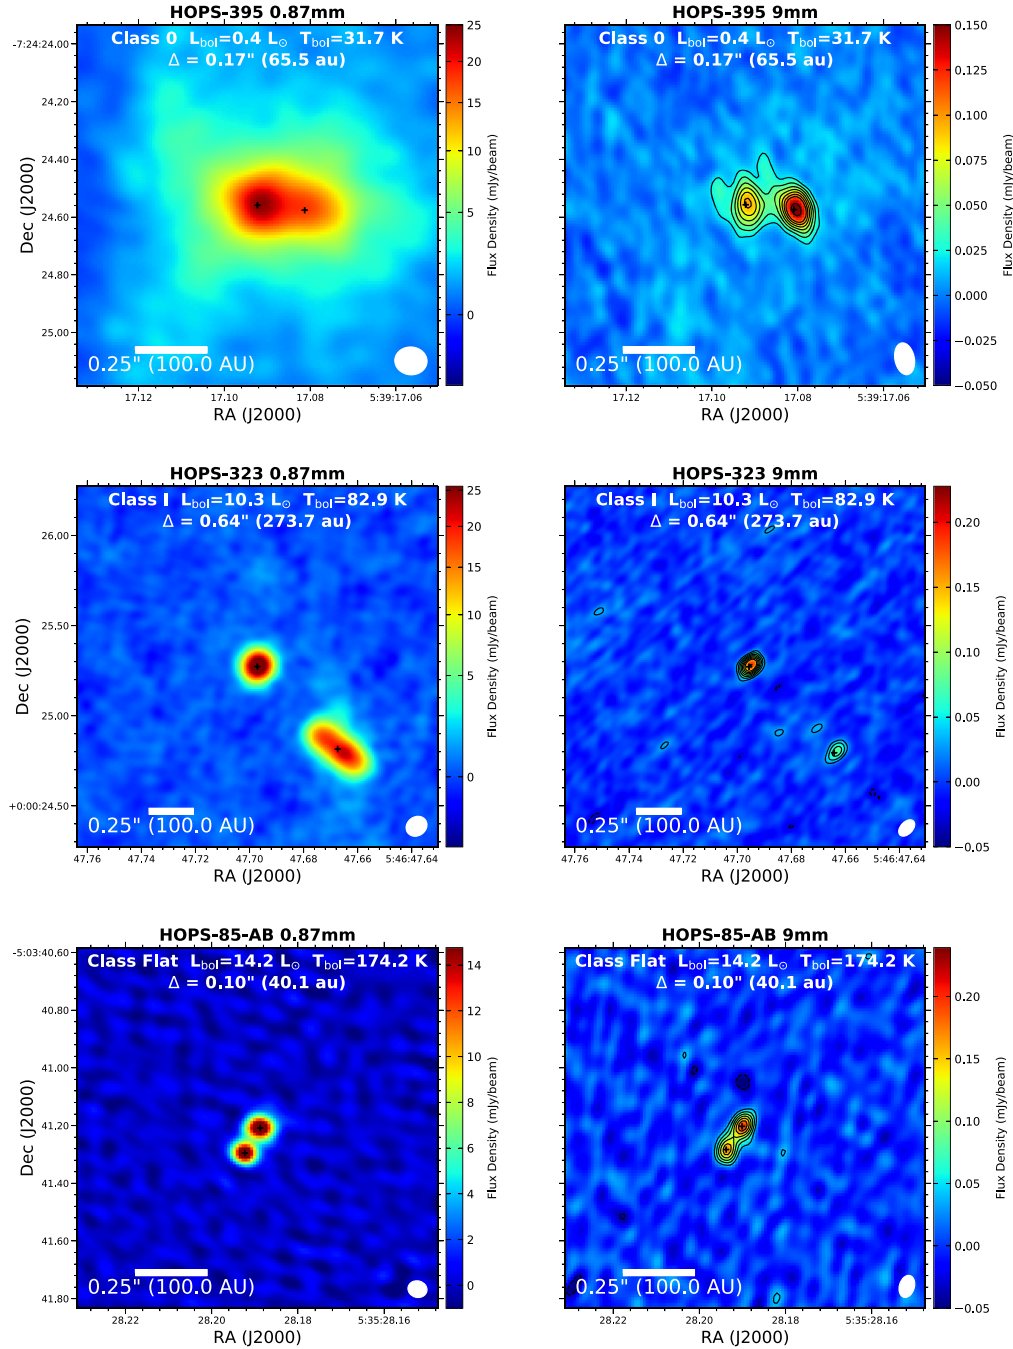 HOPS-395 0.87mm
Class 0 L_bol=0.4 L⊙ T_bol=31.7 K
Δ = 0.17" (65.5 au)
-7:24:24.00
24.20
24.40
24.60
24.80
25.00
Dec (J2000)
0.25" (100.0 AU)
17.12
17.10
17.08
5:39:17.06
RA (J2000)
25
20
15
10
5
0
Flux Density (mJy/beam)
HOPS-395 9mm
Class 0 L_bol=0.4 L⊙ T_bol=31.7 K
Δ = 0.17" (65.5 au)
0.25" (100.0 AU)
17.12
17.10
17.08
5:39:17.06
RA (J2000)
0.150
0.125
0.100
0.075
0.050
0.025
0.000
−0.025
−0.050
Flux Density (mJy/beam)
HOPS-323 0.87mm
Class I L_bol=10.3 L⊙ T_bol=82.9 K
Δ = 0.64" (273.7 au)
26.00
25.50
25.00
+0:00:24.50
Dec (J2000)
0.25" (100.0 AU)
47.76
47.74
47.72
47.70
47.68
47.66
5:46:47.64
RA (J2000)
25
20
15
10
5
0
Flux Density (mJy/beam)
HOPS-323 9mm
Class I L_bol=10.3 L⊙ T_bol=82.9 K
Δ = 0.64" (273.7 au)
0.25" (100.0 AU)
47.76
47.74
47.72
47.70
47.68
47.66
5:46:47.64
RA (J2000)
0.20
0.15
0.10
0.05
0.00
−0.05
Flux Density (mJy/beam)
HOPS-85-AB 0.87mm
Class Flat L_bol=14.2 L⊙ T_bol=174.2 K
Δ = 0.10" (40.1 au)
-5:03:40.60
40.80
41.00
41.20
41.40
41.60
41.80
Dec (J2000)
0.25" (100.0 AU)
28.22
28.20
28.18
5:35:28.16
RA (J2000)
14
12
10
8
6
4
2
0
Flux Density (mJy/beam)
HOPS-85-AB 9mm
Class Flat L_bol=14.2 L⊙ T_bol=174.2 K
Δ = 0.10" (40.1 au)
0.25" (100.0 AU)
28.22
28.20
28.18
5:35:28.16
RA (J2000)
0.20
0.15
0.10
0.05
0.00
−0.05
Flux Density (mJy/beam)